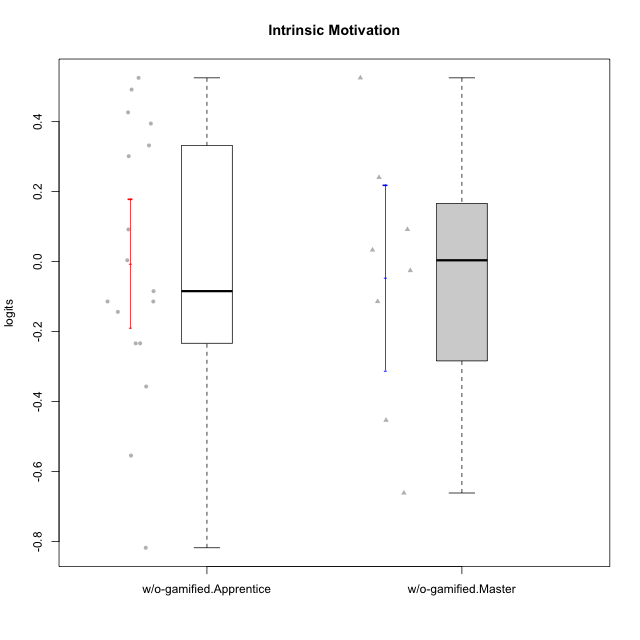 Intrinsic Motivation
logits
0.4
0.2
0.0
-0.2
-0.4
-0.6
-0.8
w/o-gamified.Apprentice
w/o-gamified.Master